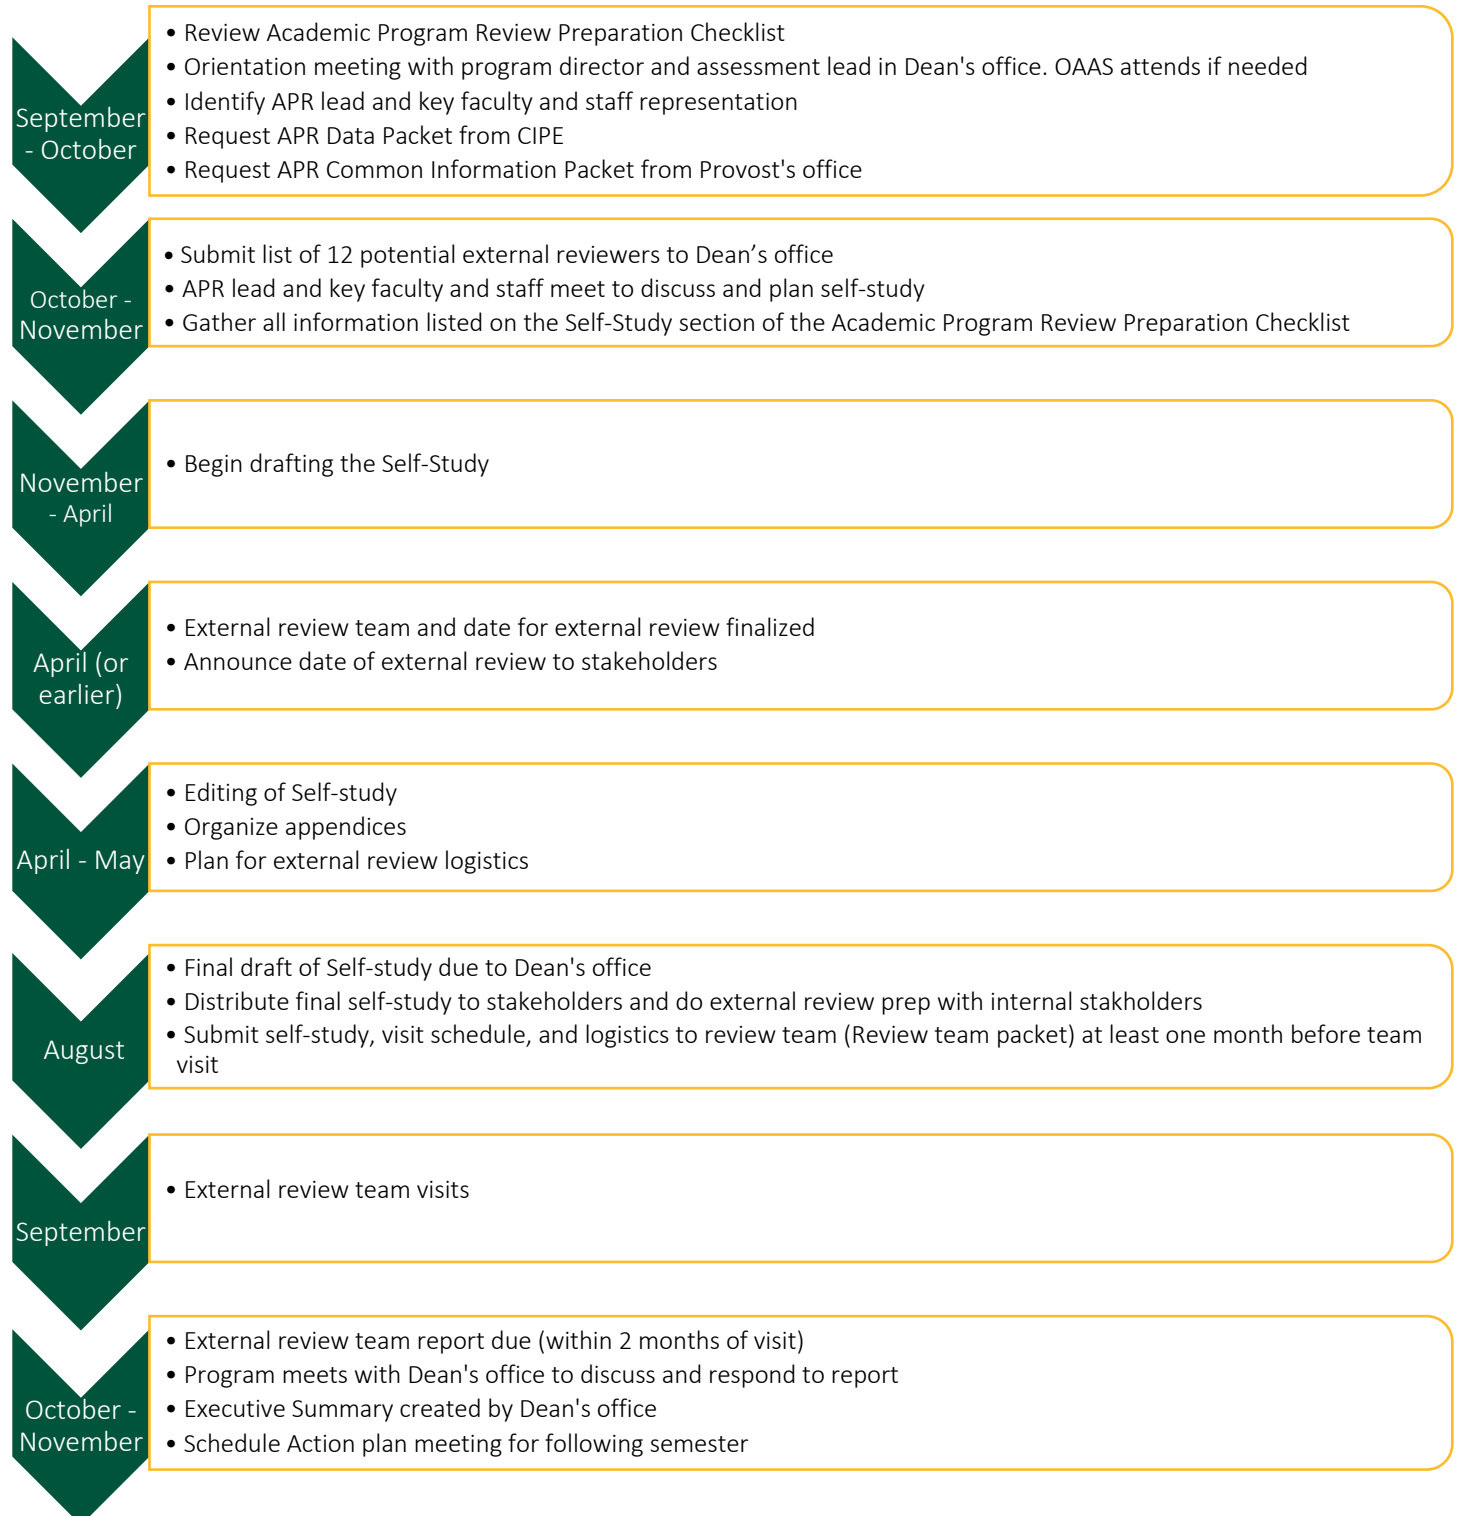 September
- October
• Review Academic Program Review Preparation Checklist
• Orientation meeting with program director and assessment lead in Dean's office. OAAS attends if needed
• Identify APR lead and key faculty and staff representation
• Request APR Data Packet from CIPE
• Request APR Common Information Packet from Provost's office
October -
November
• Submit list of 12 potential external reviewers to Dean’s office
• APR lead and key faculty and staff meet to discuss and plan self-study
• Gather all information listed on the Self-Study section of the Academic Program Review Preparation Checklist
November
- April
• Begin drafting the Self-Study
April (or
earlier)
• External review team and date for external review finalized
• Announce date of external review to stakeholders
April - May
• Editing of Self-study
• Organize appendices
• Plan for external review logistics
August
• Final draft of Self-study due to Dean's office
• Distribute final self-study to stakeholders and do external review prep with internal stakholders
• Submit self-study, visit schedule, and logistics to review team (Review team packet) at least one month before team
visit
September
• External review team visits
October -
November
• External review team report due (within 2 months of visit)
• Program meets with Dean's office to discuss and respond to report
• Executive Summary created by Dean's office
• Schedule Action plan meeting for following semester